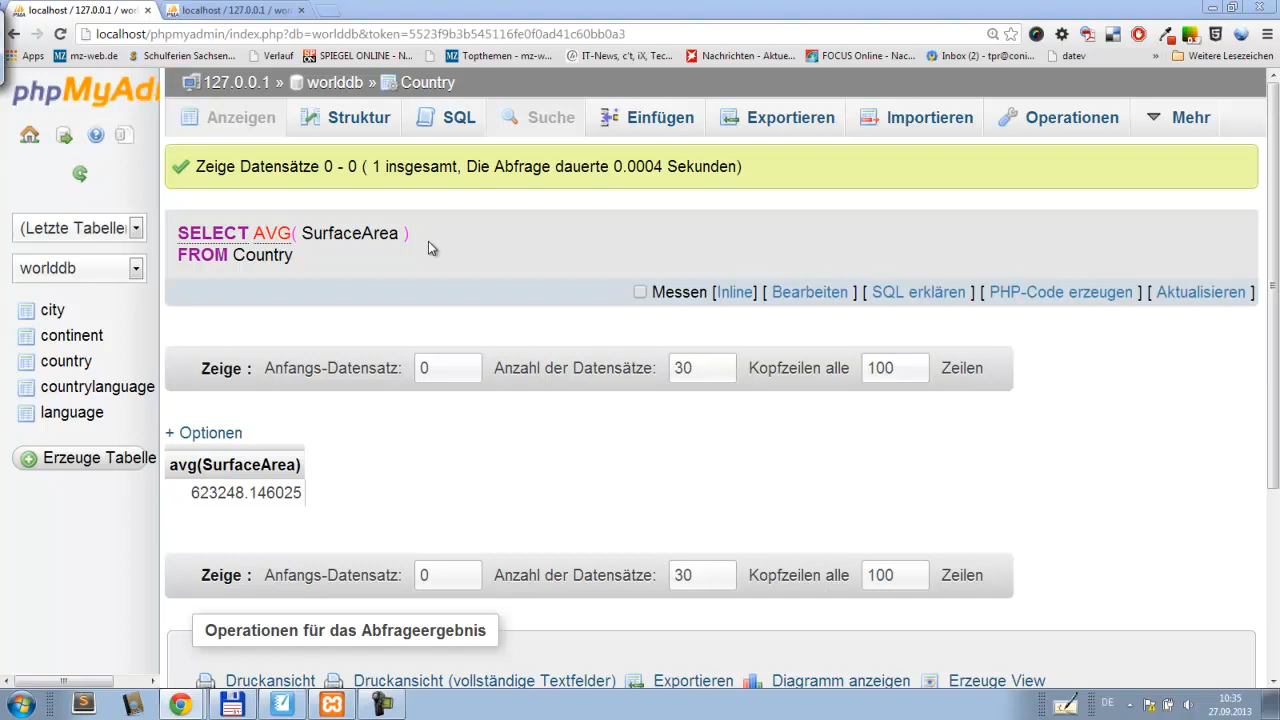 localhost / 127.0.0.1 / wor
localhost / 127.0.0.1 / wor
localhost/phpmyadmin/index.php?db=worlddb&token=5523f9b3b545116fe0f0ad41c60bb0a3
Apps mz-web.de Schulferien Sachsen... Verlauf SPIEGEL ONLINE - N... Topthemen - mz-w... IT-News, c't, iX, Tec... Nachrichten - Aktue... FOCUS Online - Nac... Inbox (2) - tpr@coni... datev » Weitere Lesezeichen
phpMyAd
127.0.0.1 » worlddb » Country
Anzeigen Struktur SQL Suche Einfügen Exportieren Importieren Operationen Mehr
Zeige Datensätze 0 - 0 ( 1 insgesamt, Die Abfrage dauerte 0.0004 Sekunden)
(Letzte Tabellei
worlddb
city
continent
country
countrylanguage
language
Erzeuge Tabelle
SELECT AVG( SurfaceArea )
FROM Country
Messen [Inline] [ Bearbeiten ] [ SQL erklären ] [ PHP-Code erzeugen ] [ Aktualisieren ]
Zeige : Anfangs-Datensatz: 0 Anzahl der Datensätze: 30 Kopfzeilen alle 100 Zeilen
+ Optionen
avg(SurfaceArea)
623248.146025
Zeige : Anfangs-Datensatz: 0 Anzahl der Datensätze: 30 Kopfzeilen alle 100 Zeilen
Operationen für das Abfrageergebnis
Druckansicht Druckansicht (vollständige Textfelder) Exportieren Diagramm anzeigen Erzeuge View
DE
10:35
27.09.2013